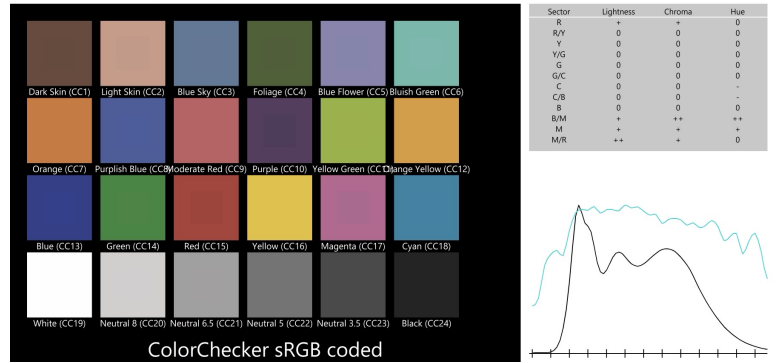 Dark Skin (CC1) Light Skin (CC2) Blue Sky (CC3) Foliage (CC4) Blue Flower (CC5) Bluish Green (CC6)
Orange (CC7) Purplish Blue (CC8) Moderate Red (CC9) Purple (CC10) Yellow Green (CC11) Orange Yellow (CC12)
Blue (CC13) Green (CC14) Red (CC15) Yellow (CC16) Magenta (CC17) Cyan (CC18)
White (CC19) Neutral 8 (CC20) Neutral 6.5 (CC21) Neutral 5 (CC22) Neutral 3.5 (CC23) Black (CC24)
ColorChecker sRGB coded
Sector Lightness Chroma Hue
R + + 0
R/Y 0 0 0
Y 0 0 0
Y/G 0 0 0
G 0 0 0
G/C 0 0 0
C 0 0 -
C/B 0 0 -
B 0 0 0
B/M + ++ ++
M + + +
M/R ++ + 0